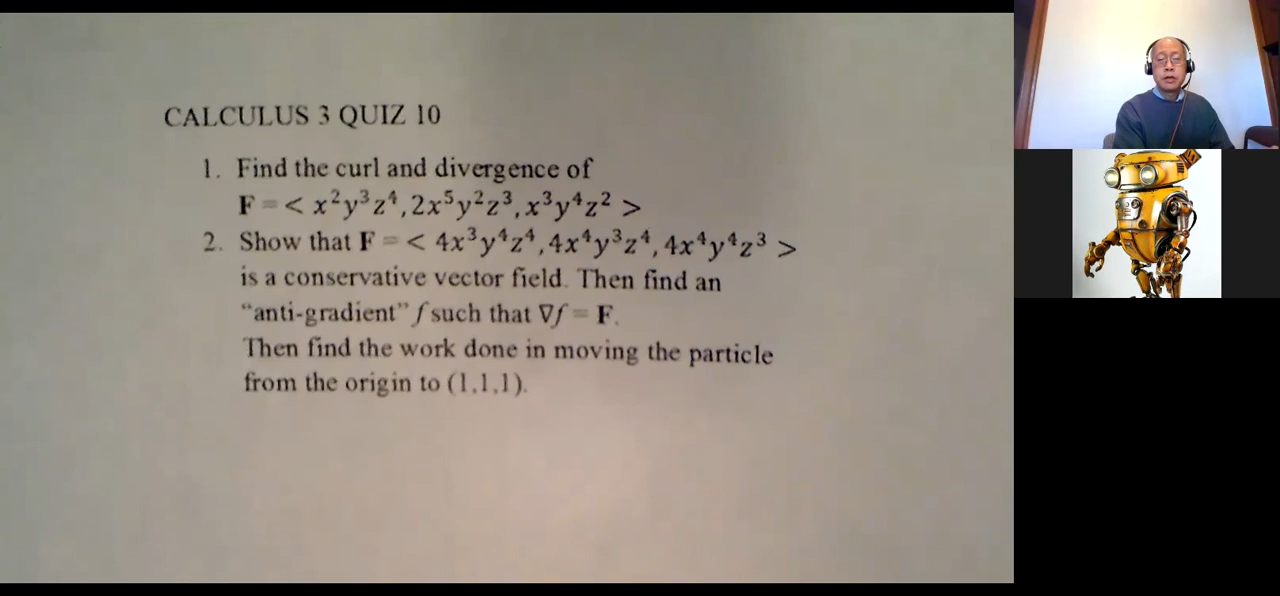 CALCULUS 3 QUIZ 10
1. Find the curl and divergence of
F = < x²y³z⁴, 2x⁵y²z³, x³y⁴z² >
2. Show that F = < 4x³y⁴z⁴, 4x⁴y³z⁴, 4x⁴y⁴z³ >
is a conservative vector field. Then find an
“anti-gradient” f such that ∇f = F.
Then find the work done in moving the particle
from the origin to (1,1,1).